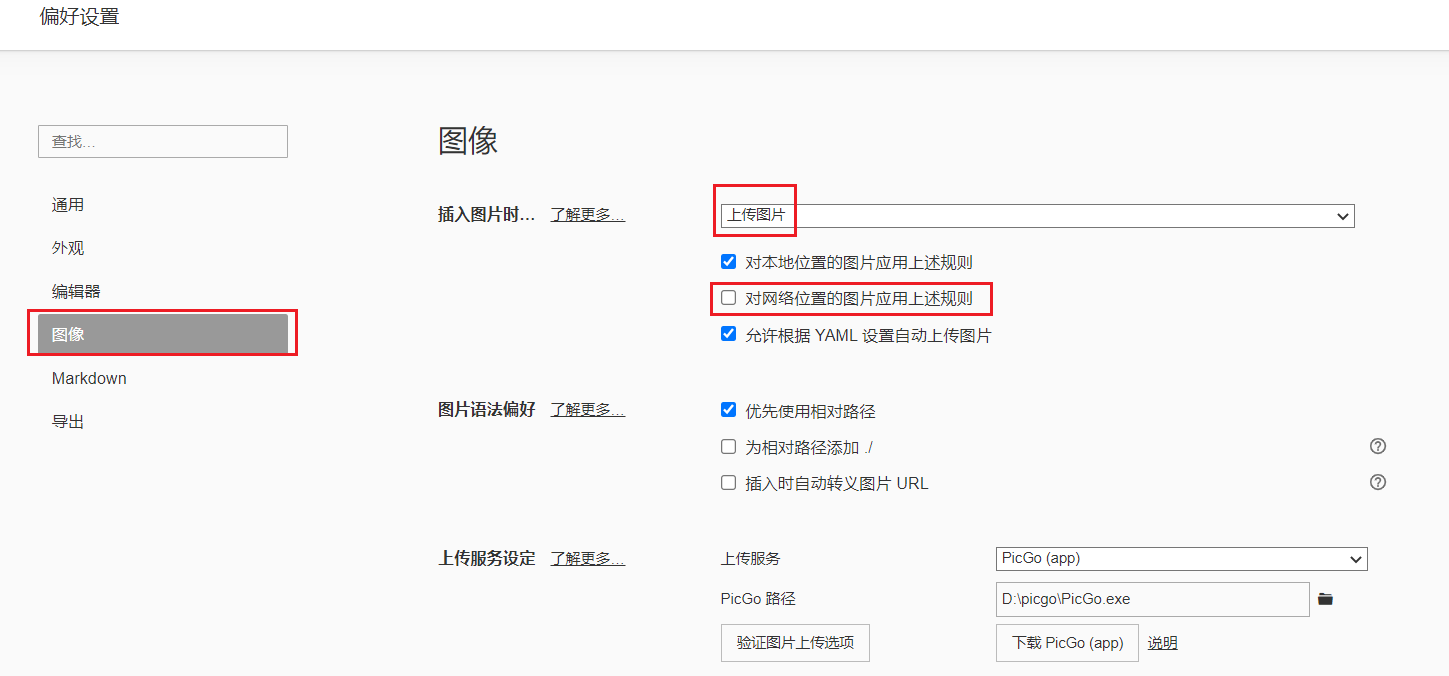 偏好设置
查找...
通用
外观
编辑器
图像
Markdown
导出
图像
插入图片时... 了解更多... 上传图片
对本地位置的图片应用上述规则
对网络位置的图片应用上述规则
允许根据 YAML 设置自动上传图片
图片语法偏好 了解更多... 优先使用相对路径
为相对路径添加 ./
插入时自动转义图片 URL
上传服务设定 了解更多... 上传服务 PicGo (app)
PicGo 路径 D:\picgo\PicGo.exe
验证图片上传选项 下载 PicGo (app) 说明